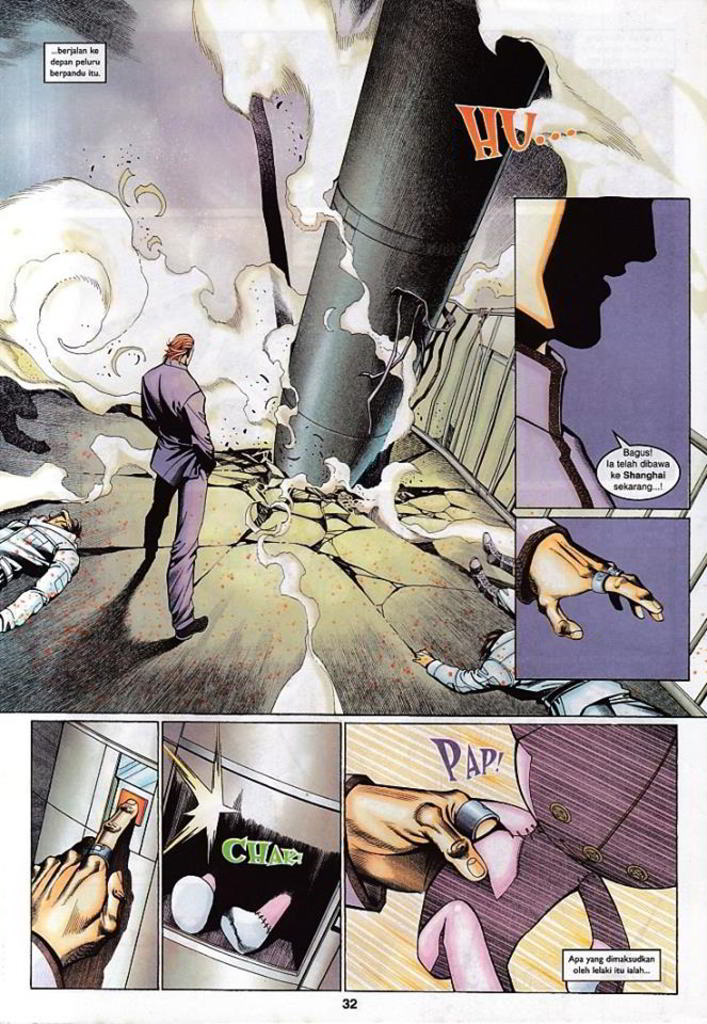 ...berjalan ke
depan peluru
berpandu itu.
HU...
Bagus!
Ia telah dibawa
ke Shanghai
sekarang...!
CHAK!
PAP!
Apa yang dimaksudkan
oleh lelaki itu ialah...
32